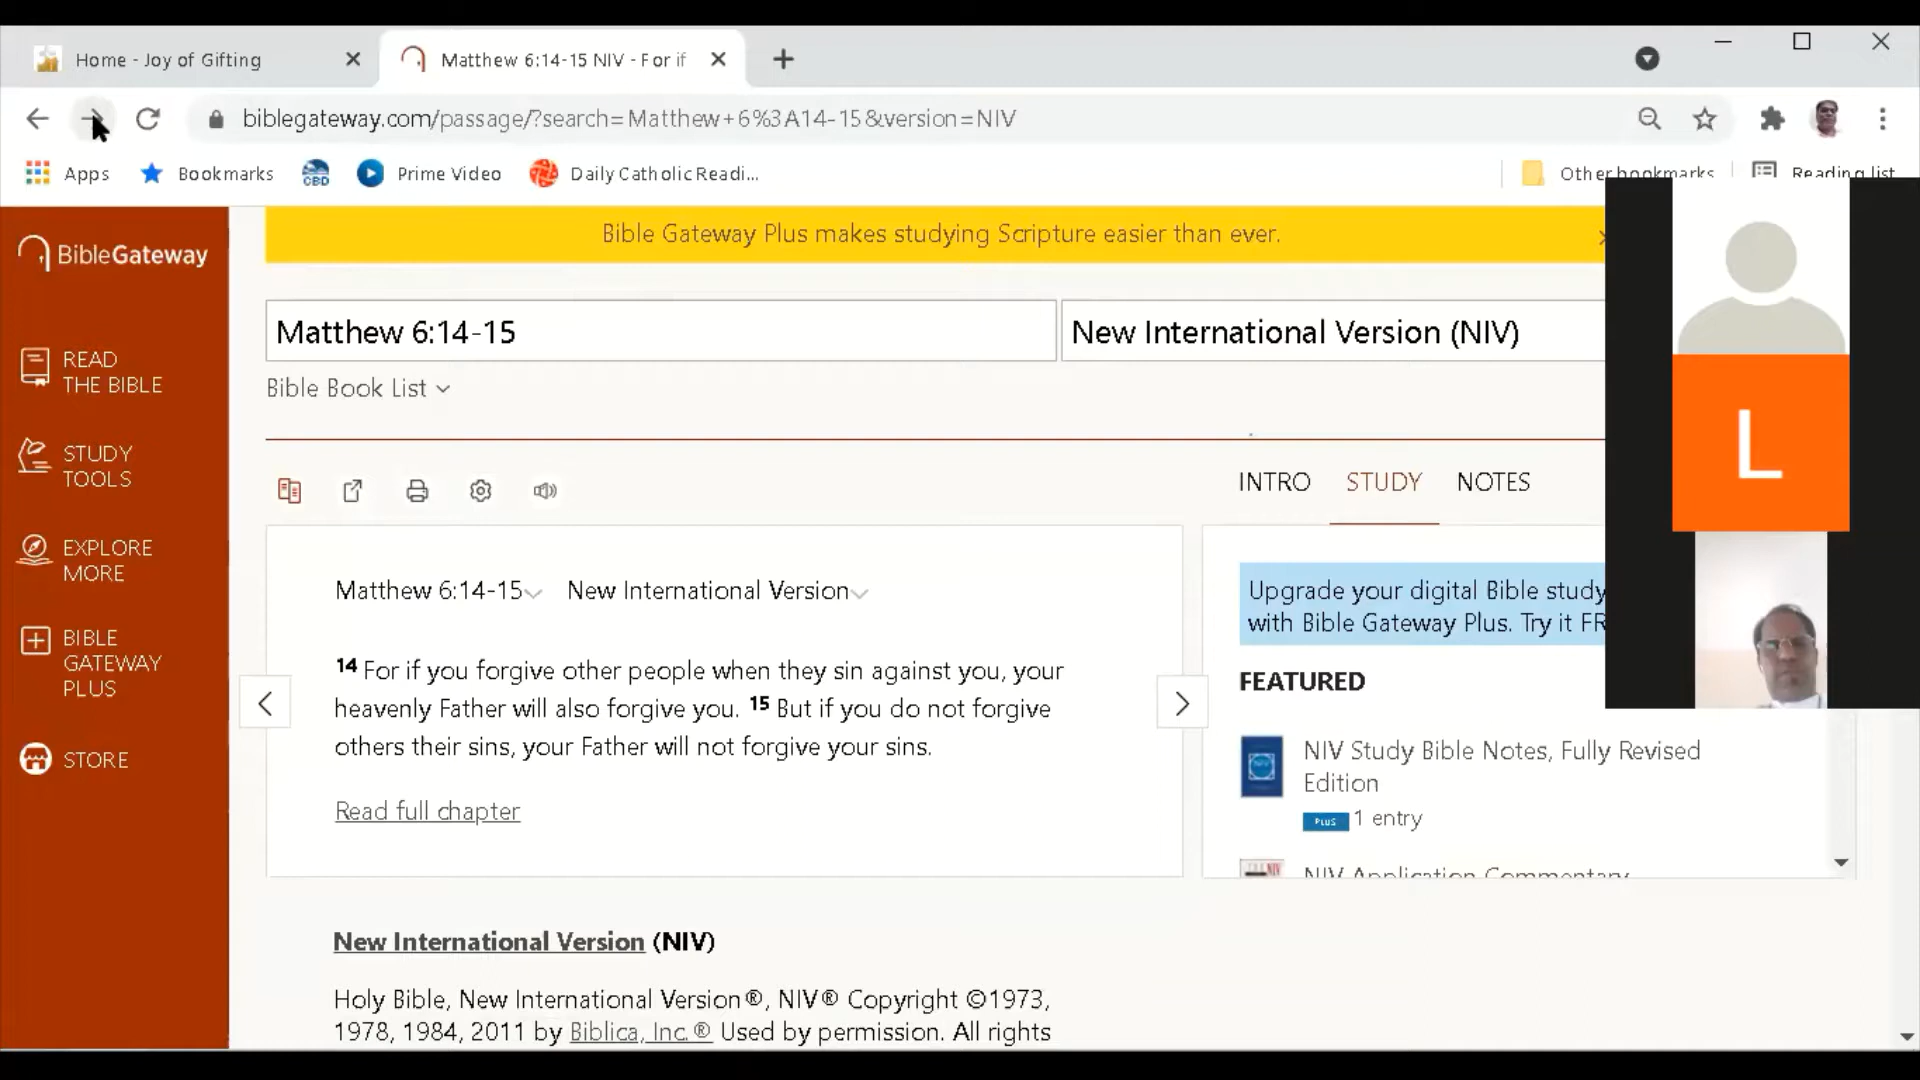 Home - Joy of Gifting
Matthew 6:14-15 NIV - For if
biblegateway.com/passage/?search=Matthew+6%3A14-15&version=NIV
Apps Bookmarks CBD Prime Video Daily Catholic Readi... Other bookmarks Reading list
BibleGateway
READ
THE BIBLE
STUDY
TOOLS
EXPLORE
MORE
BIBLE
GATEWAY
PLUS
STORE
Bible Gateway Plus makes studying Scripture easier than ever.
Matthew 6:14-15 New International Version (NIV)
Bible Book List
INTRO STUDY NOTES
Matthew 6:14-15 New International Version
14 For if you forgive other people when they sin against you, your
heavenly Father will also forgive you. 15 But if you do not forgive
others their sins, your Father will not forgive your sins.
Read full chapter
New International Version (NIV)
Holy Bible, New International Version®, NIV® Copyright ©1973,
1978, 1984, 2011 by Biblica, Inc.® Used by permission. All rights
Upgrade your digital Bible study
with Bible Gateway Plus. Try it FR
FEATURED
NIV Study Bible Notes, Fully Revised
Edition
PLUS 1 entry
NIV Application Commentary
L